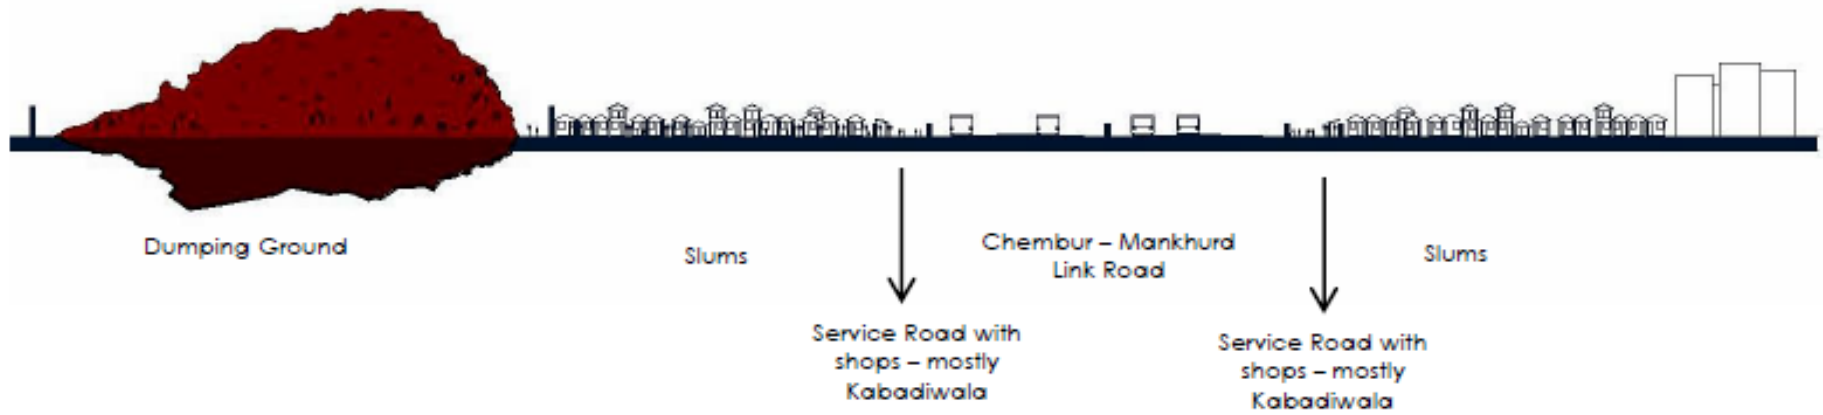 Dumping Ground
Slums
Chembur – Mankhurd
Link Road
Slums
Service Road with
shops – mostly
Kabadiwala
Service Road with
shops – mostly
Kabadiwala